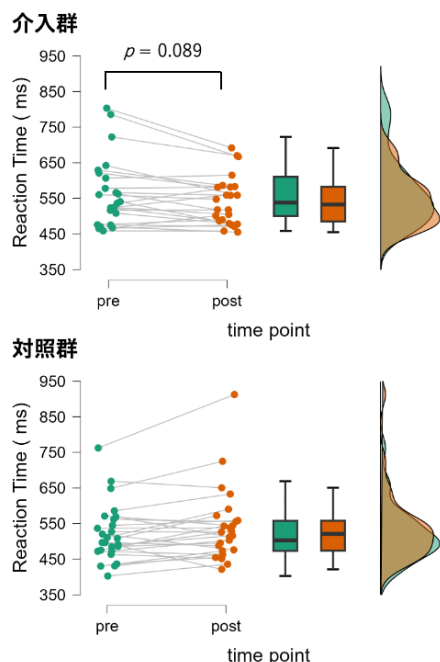 介入群
p = 0.089
Reaction Time ( ms)
950
850
750
650
550
450
350
pre post
time point
対照群
Reaction Time ( ms)
950
850
750
650
550
450
350
pre post
time point